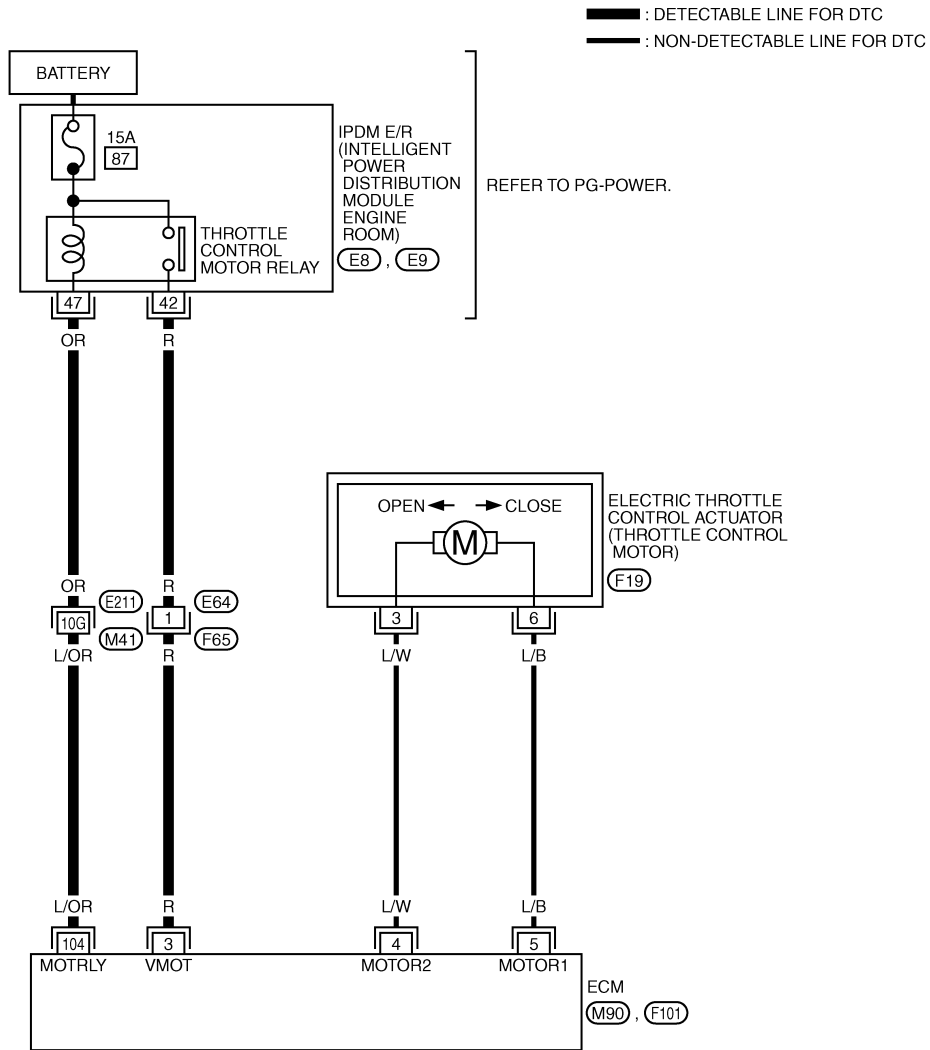 : DETECTABLE LINE FOR DTC
: NON-DETECTABLE LINE FOR DTC
BATTERY
15A
87
IPDM E/R
(INTELLIGENT
POWER
DISTRIBUTION
MODULE
ENGINE
ROOM)
E8 , E9
REFER TO PG-POWER.
THROTTLE
CONTROL
MOTOR RELAY
47 42
OR R
OPEN CLOSE
M
ELECTRIC THROTTLE
CONTROL ACTUATOR
(THROTTLE CONTROL
MOTOR)
F19
OR R
10G E211 1 E64
M41 F65
3 6
L/OR R L/W L/B
L/OR R L/W L/B
104 3 4 5
MOTRLY VMOT MOTOR2 MOTOR1
ECM
M90 , F101